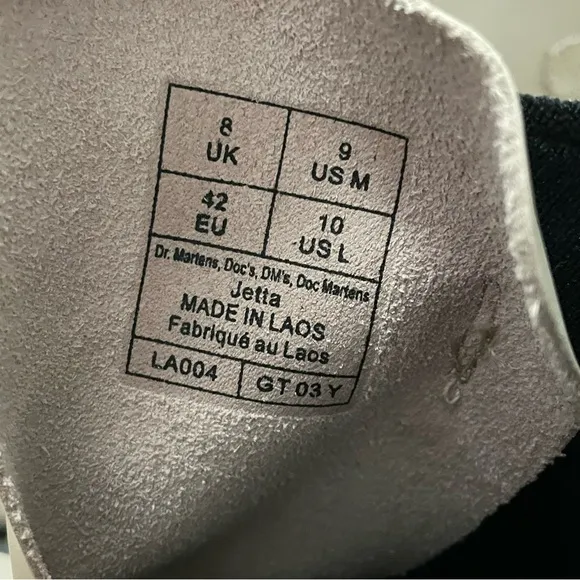 8 9
UK US M
42 10
EU US L
Dr. Martens, Doc's, DM's, Doc Martens
Jetta
MADE IN LAOS
Fabriqué au Laos
LA004 GT 03 Y